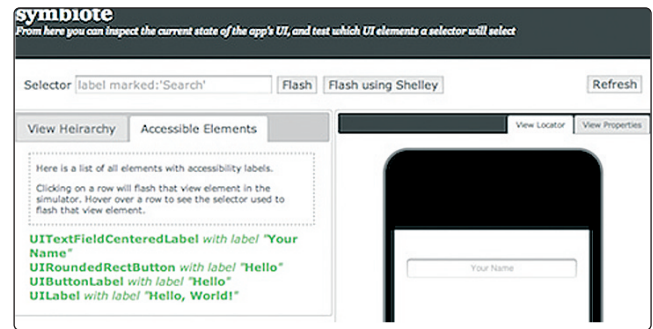 symbiote
From here you can inspect the current state of the app's UI, and test which UI elements a selector will select
Selector label marked:'Search' Flash Flash using Shelley Refresh
View Heirarchy Accessible Elements
View Locator View Properties
Here is a list of all elements with accessibility labels.
Clicking on a row will flash that view element in the
simulator. Hover over a row to see the selector used to
flash that view element.
UITextFieldCenteredLabel with label "Your
Name"
UIRoundedRectButton with label "Hello"
UIButtonLabel with label "Hello"
UILabel with label "Hello, World!"
Your Name